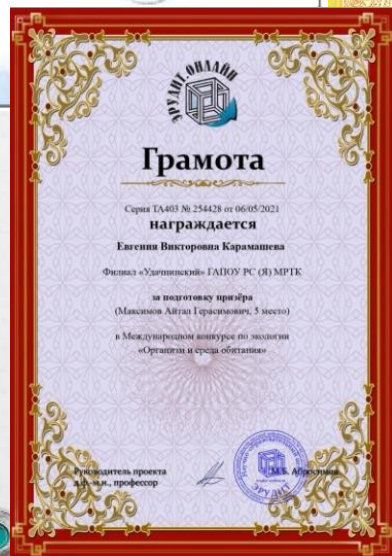 ЭРУДИТ.ОНЛАЙН
Грамота
Серия ТА403 № 254428 от 06/05/2021
награждается
Евгения Викторовна Карамашева
Филиал «Удачнинский» ГАПОУ РС (Я) МРТК
за подготовку призёра
(Максимов Айтал Герасимович, 5 место)
в Международном конкурсе по экологии
«Организм и среда обитания»
Руководитель проекта
д.ф.-м.н., профессор
М.Б. Абросимов
ЭРУДИТ